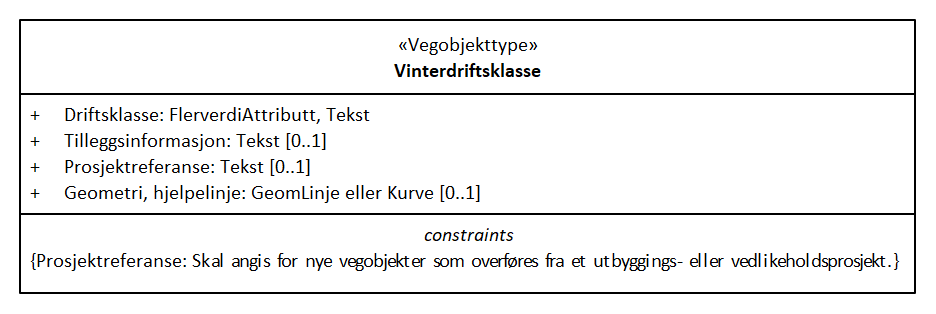 «Vegobjekttype»
Vinterdriftsklasse
+ Driftsklasse: FlerverdiAttributt, Tekst
+ Tilleggsinformasjon: Tekst [0..1]
+ Prosjektreferanse: Tekst [0..1]
+ Geometri, hjelpelinje: GeomLinje eller Kurve [0..1]
constraints
{Prosjektreferanse: Skal angis for nye vegobjekter som overføres fra et utbyggings- eller vedlikeholdsprosjekt.}